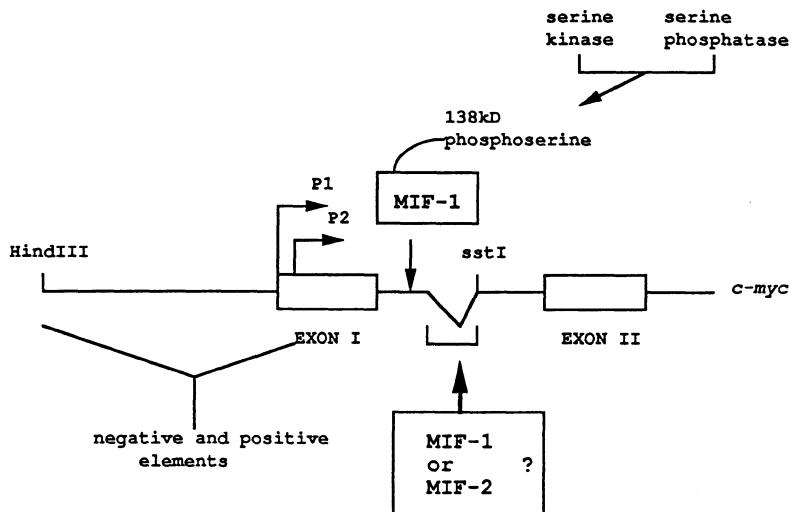 serine serine
kinase phosphatase
138kD
phosphoserine
MIF-1
P1
P2
HindIII
sstI
c-myc
EXON I
EXON II
negative and positive
elements
MIF-1
or ?
MIF-2